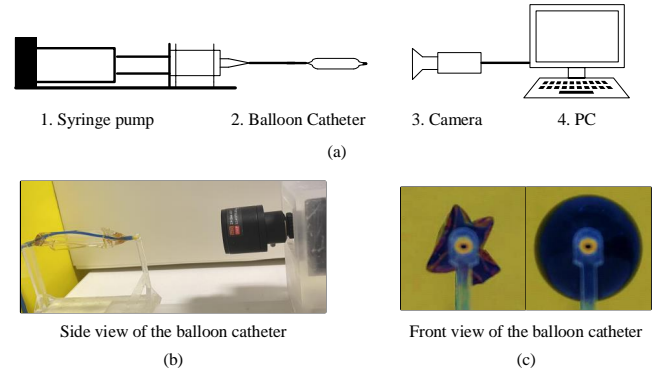 1. Syringe pump
2. Balloon Catheter
3. Camera
4. PC
(a)
Side view of the balloon catheter
Front view of the balloon catheter
(b)
(c)